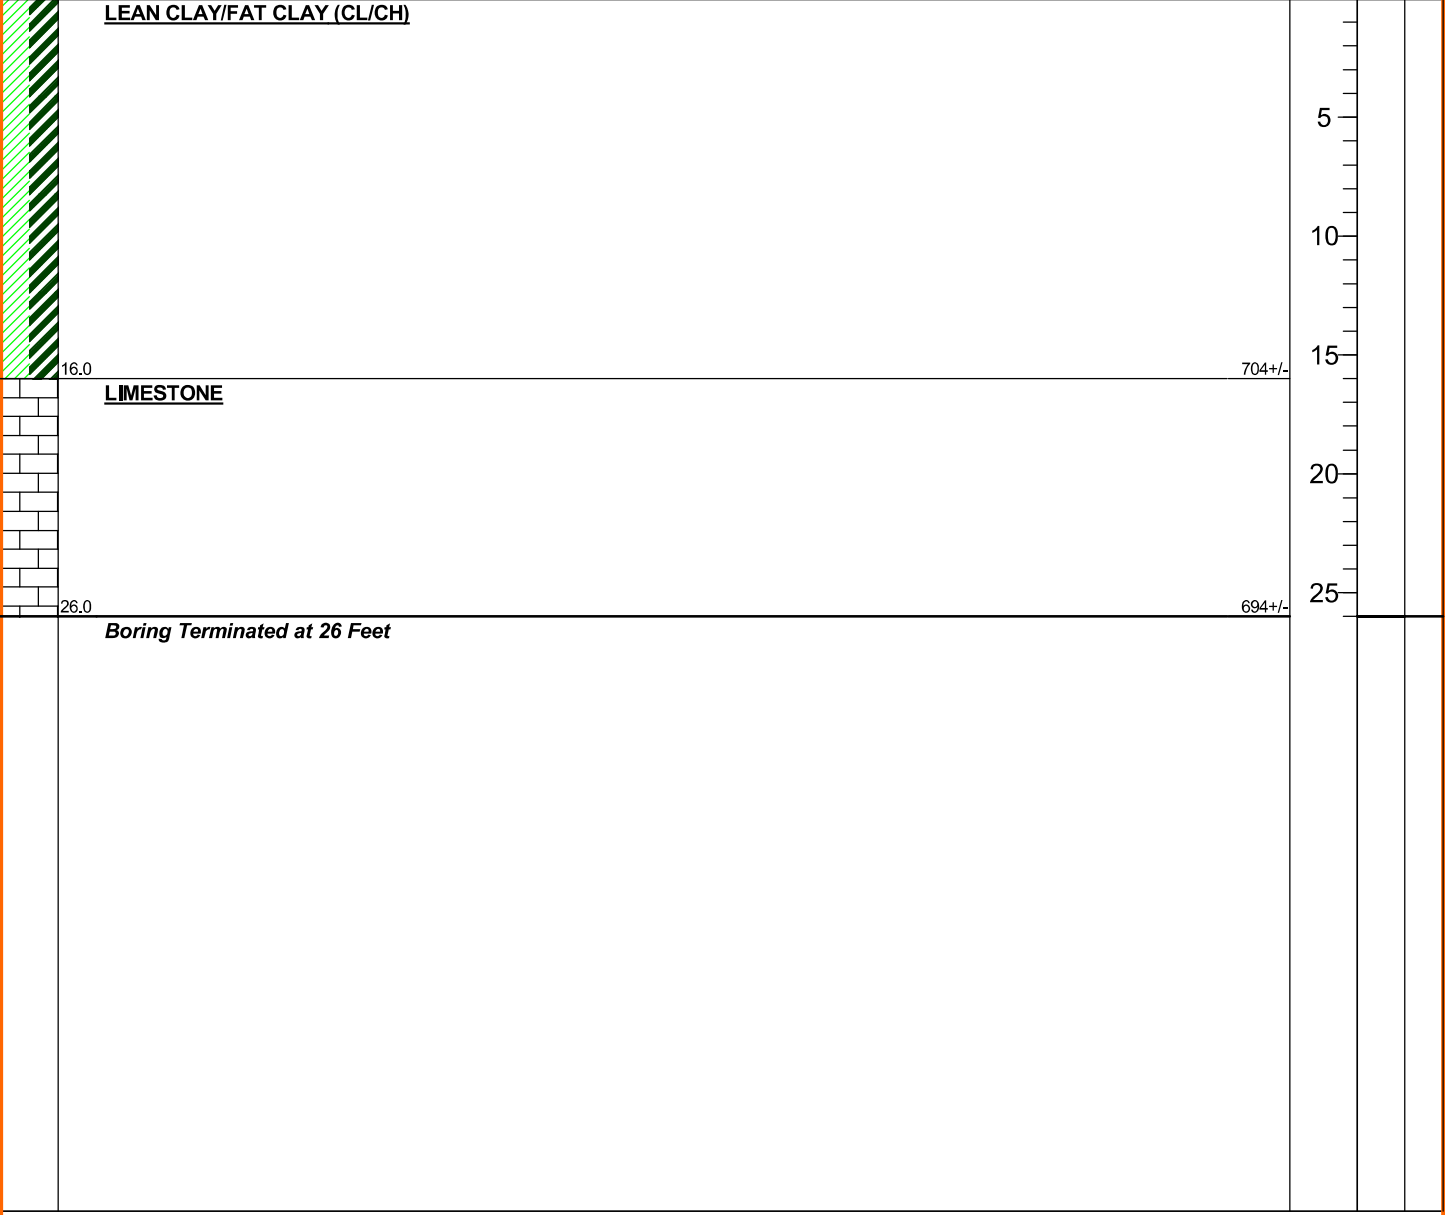 LEAN CLAY/FAT CLAY (CL/CH)
5
10
15
16.0 704+/-
LIMESTONE
20
25
26.0 694+/-
Boring Terminated at 26 Feet